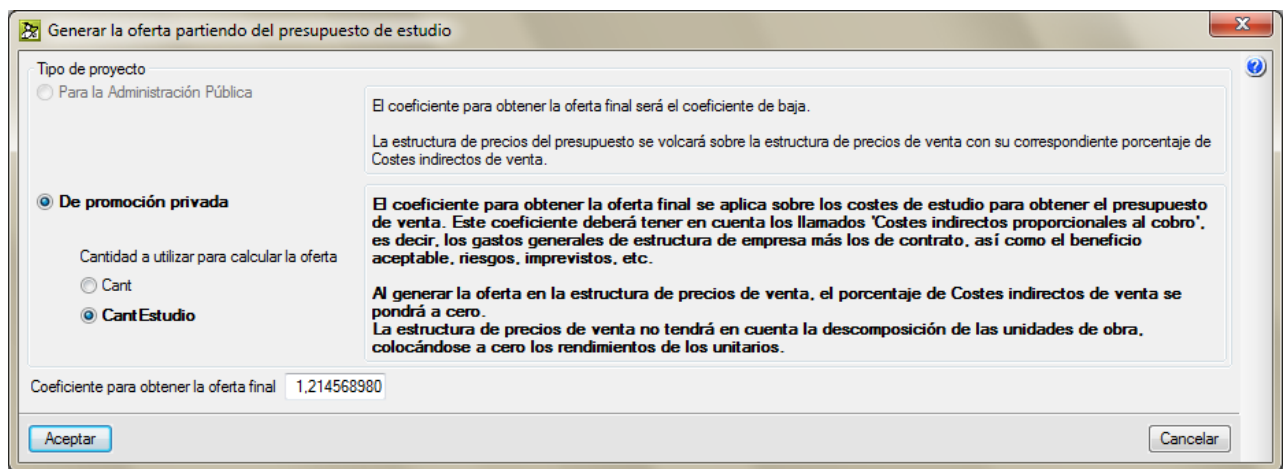 Generar la oferta partiendo del presupuesto de estudio
Tipo de proyecto
Para la Administración Pública
El coeficiente para obtener la oferta final será el coeficiente de baja.
La estructura de precios del presupuesto se volcará sobre la estructura de precios de venta con su correspondiente porcentaje de
Costes indirectos de venta.
De promoción privada
El coeficiente para obtener la oferta final se aplica sobre los costes de estudio para obtener el presupuesto
de venta. Este coeficiente deberá tener en cuenta los llamados 'Costes indirectos proporcionales al cobro',
es decir, los gastos generales de estructura de empresa más los de contrato, así como el beneficio
aceptable, riesgos, imprevistos, etc.
Al generar la oferta en la estructura de precios de venta, el porcentaje de Costes indirectos de venta se
pondrá a cero.
La estructura de precios de venta no tendrá en cuenta la descomposición de las unidades de obra,
colocándose a cero los rendimientos de los unitarios.
Cantidad a utilizar para calcular la oferta
Cant
CantEstudio
Coeficiente para obtener la oferta final 1,214568980
Aceptar
Cancelar